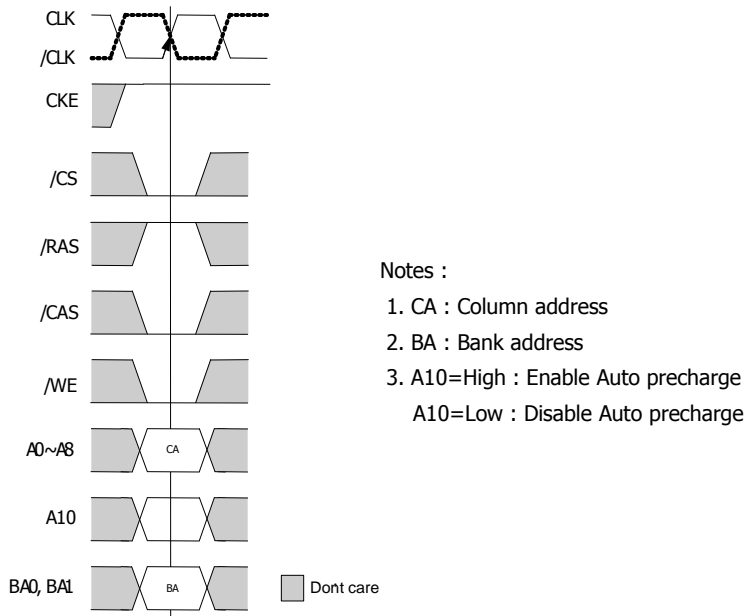 CLK
/CLK
CKE
/CS
/RAS
/CAS
/WE
A0~A8
CA
A10
BA0, BA1
BA
Dont care
Notes :
1. CA : Column address
2. BA : Bank address
3. A10=High : Enable Auto precharge
A10=Low : Disable Auto precharge